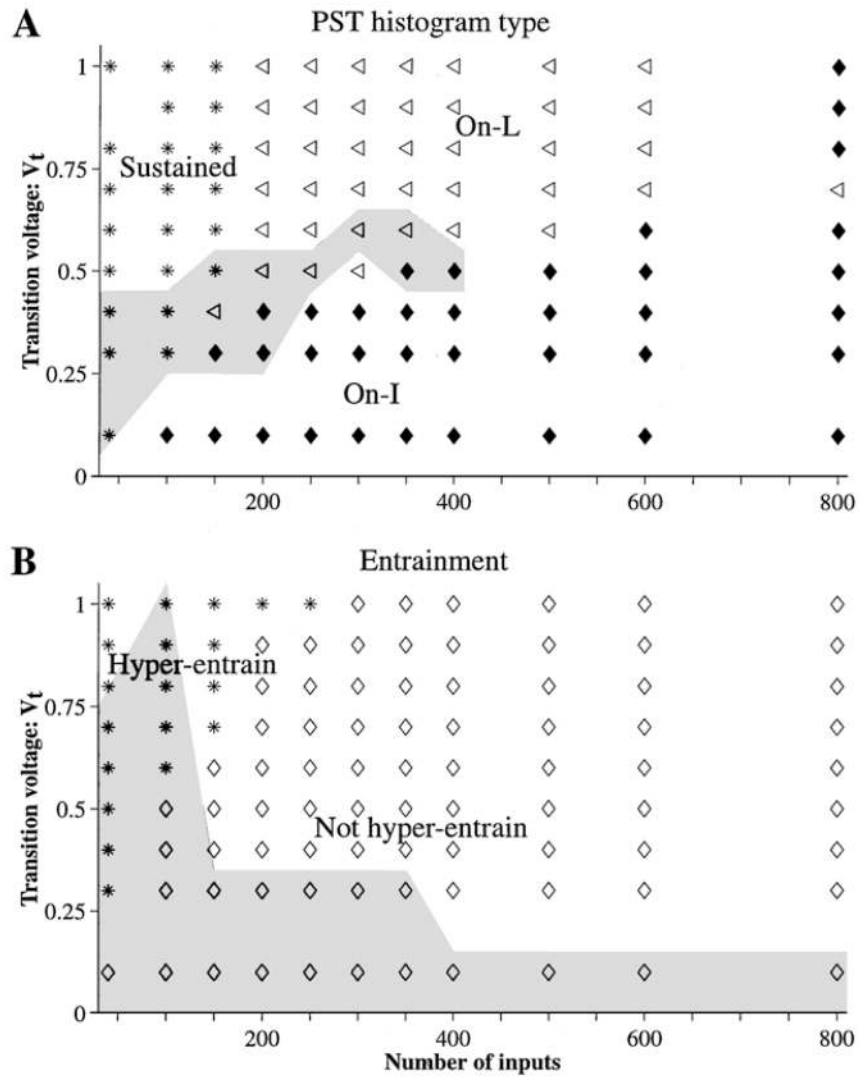 A
PST histogram type
Transition voltage: Vt
1
0.75
0.5
0.25
0
Sustained
On-L
On-I
200
400
600
800
B
Entrainment
Transition voltage: Vt
1
0.75
0.5
0.25
0
Hyper-entrain
Not hyper-entrain
200
400
600
800
Number of inputs